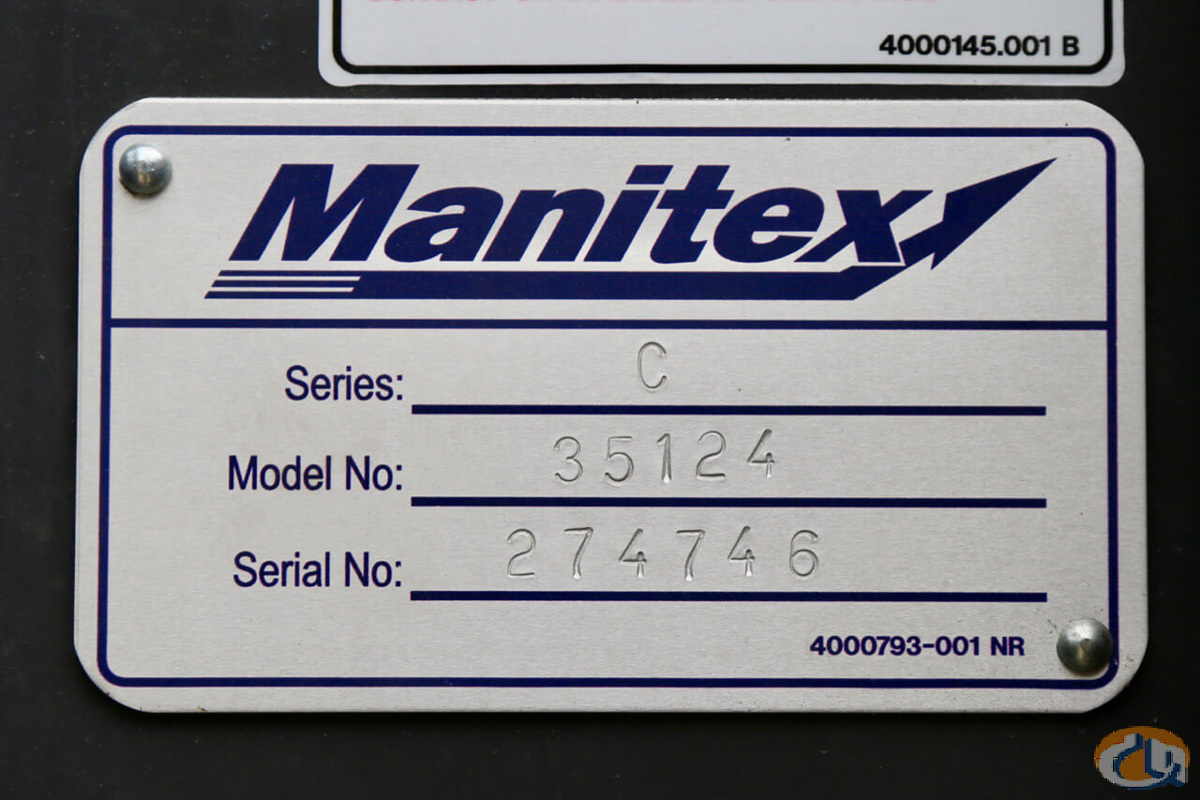 4000145.001 B
Manitex
Series: C
Model No: 35124
Serial No: 274746
4000793-001 NR